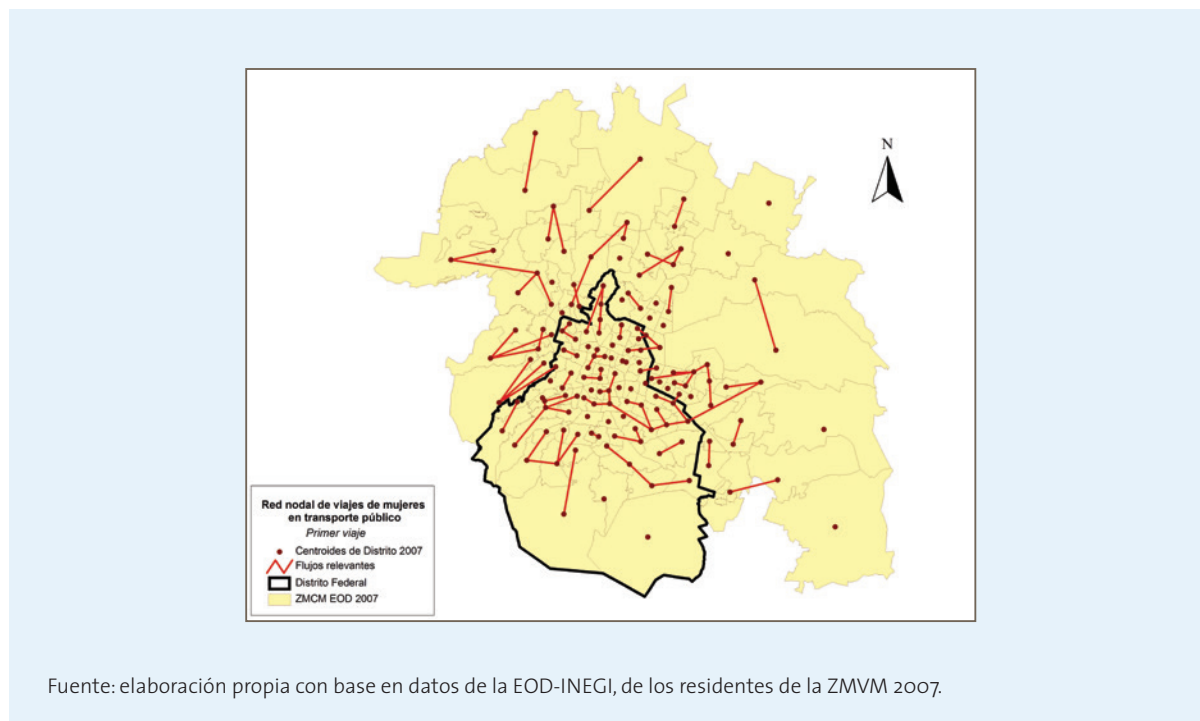 N
Red nodal de viajes de mujeres
en transporte público
Primer viaje
Centroides de Distrito 2007
Flujos relevantes
Distrito Federal
ZMCM EOD 2007
Fuente: elaboración propia con base en datos de la EOD-INEGI, de los residentes de la ZMVM 2007.